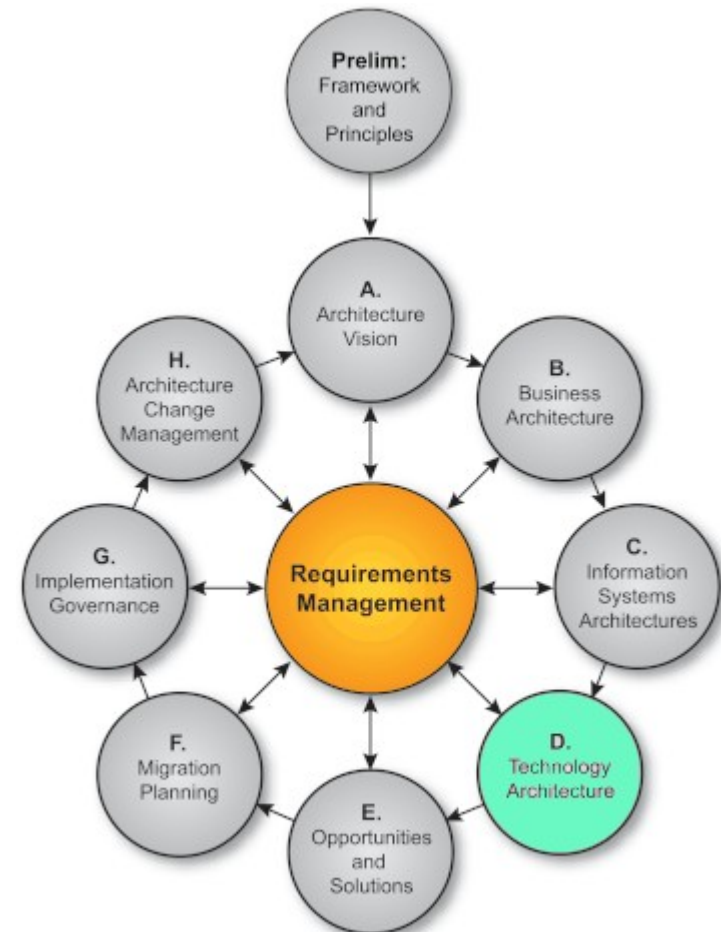 Prelim:
Framework
and
Principles
A.
Architecture
Vision
B.
Business
Architecture
C.
Information
Systems
Architectures
D.
Technology
Architecture
E.
Opportunities
and
Solutions
F.
Migration
Planning
G.
Implementation
Governance
H.
Architecture
Change
Management
Requirements
Management